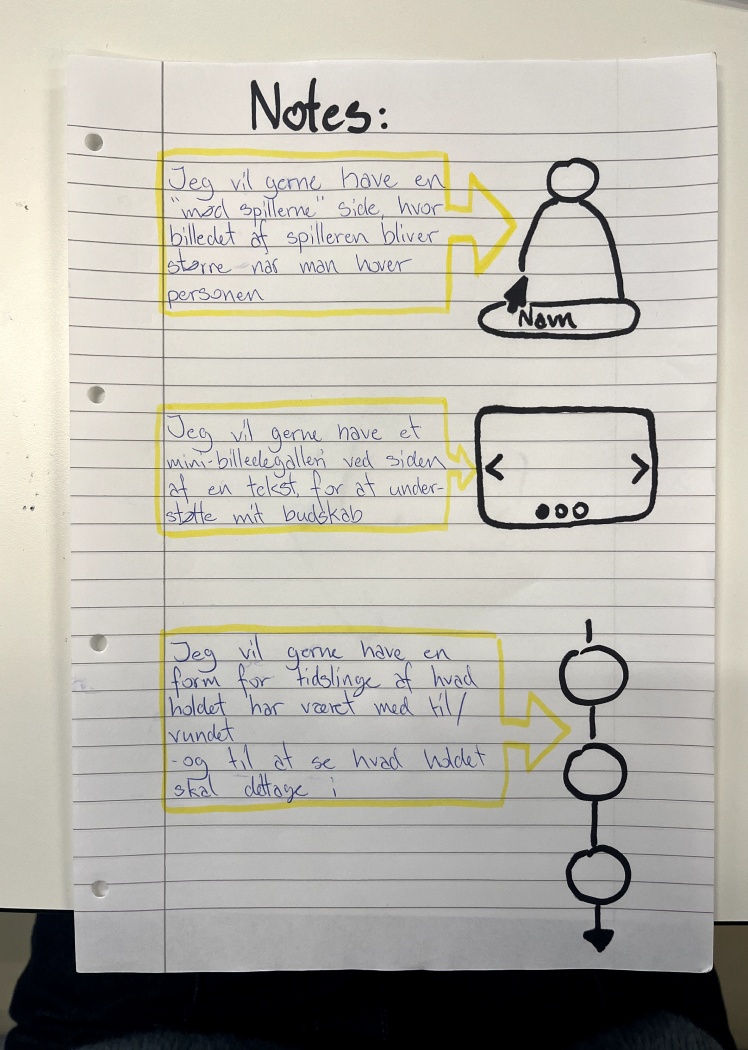 Notes:
Jeg vil gerne have en
"mød spillerne" side, hvor
billedet af spilleren bliver
større når man hover
personen
Navn
Jeg vil gerne have et
mini-billedegalleri ved siden
af en tekst, for at under-
støtte mit budskab
Jeg vil gerne have en
form for tidslinge af hvad
holdet har været med til/
vundet
-og til at se hvad holdet
skal deltage i